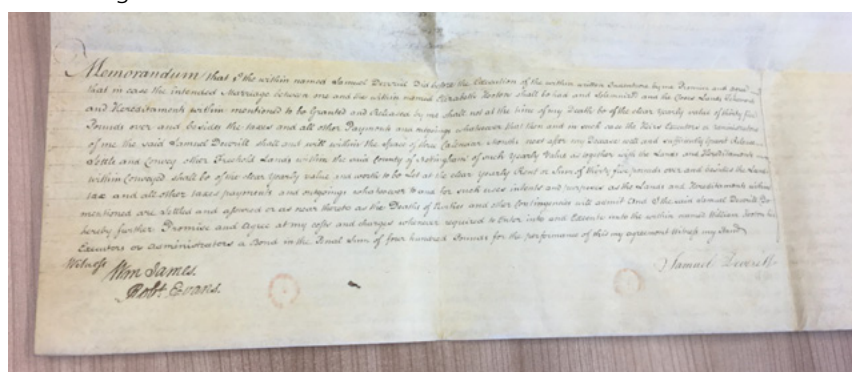 Memorandum that I the within named Samuel Deverill Did before the Execution of the within written Indenture promise and agree
that in case the intended Marriage between me and the within named Elizabeth shall be had and Solemnized and the Lands Tenements
and Hereditaments within mentioned to be Granted and Released by me shall not at the time of my Death be of the clear yearly value of thirty five
Pounds over and besides the taxes and all other Payments and outgoings whatsoever that then and in such case the Heirs Executors or administrators
of me the said Samuel Deverill shall and will within the Space of three Calendar Months next after my Decease well and sufficiently Grant Release
Settle and Convey other Freehold Lands within the said County of Nottingham of such yearly Value as together with the Lands and Hereditaments
within Conveyed shall be of the clear yearly value and worth to be Let at the clear yearly Rent or Sum of thirty five pounds over and besides the Land
tax and all other taxes payments and outgoings whatsoever and for such uses intents and purposes as the Lands and Hereditaments within
mentioned are Settled and assured or as near thereto as the Deaths of Parties and other Contingencies will admit And I the said Samuel Deverill Do
hereby further Promise and Agree at my costs and charges whenever required to Enter into and Execute unto the within named William his
Executors or Administrators a Bond in the Penal Sum of four hundred Pounds for the performance of this my agreement Witness my Hand
Samuel Deverill
Witness Wm James
Robt Evans